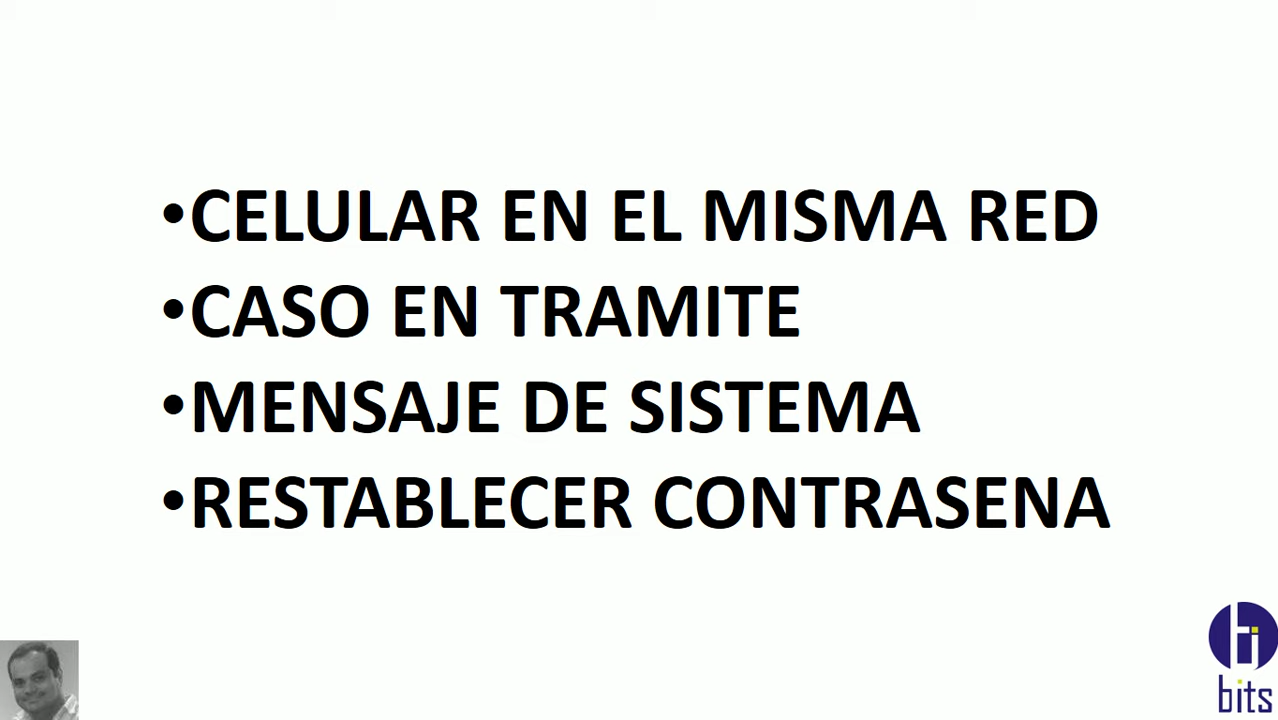 •CELULAR EN EL MISMA RED
•CASO EN TRAMITE
•MENSAJE DE SISTEMA
•RESTABLECER CONTRASENA
bits